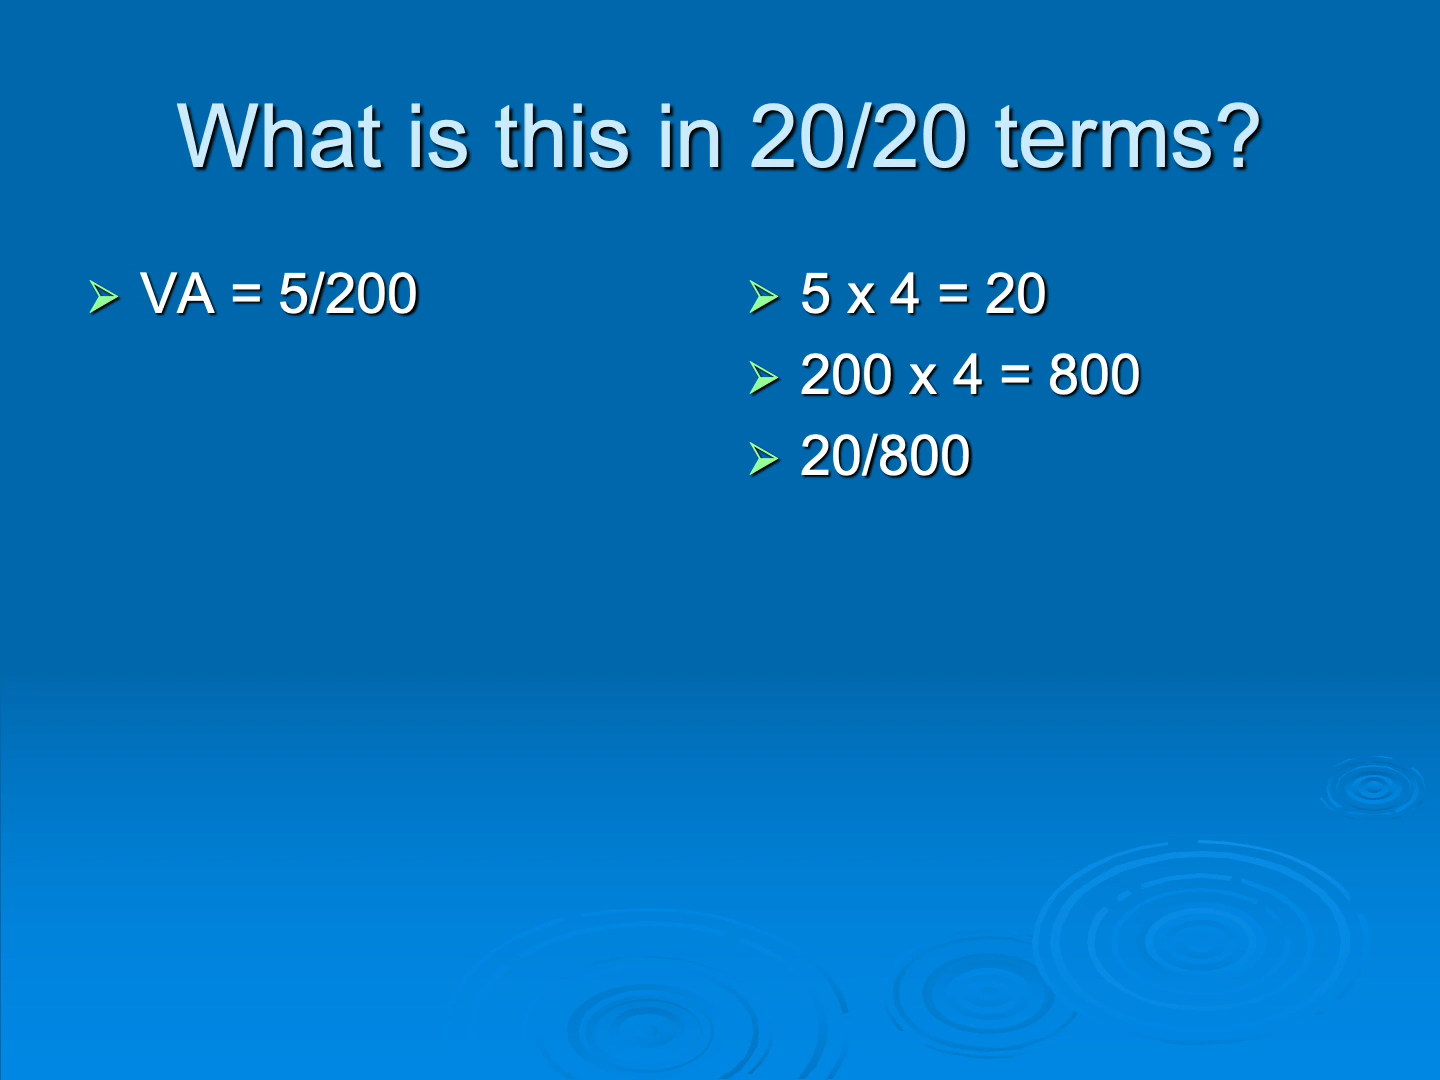 What is this in 20/20 terms?
VA = 5/200
5 x 4 = 20
200 x 4 = 800
20/800